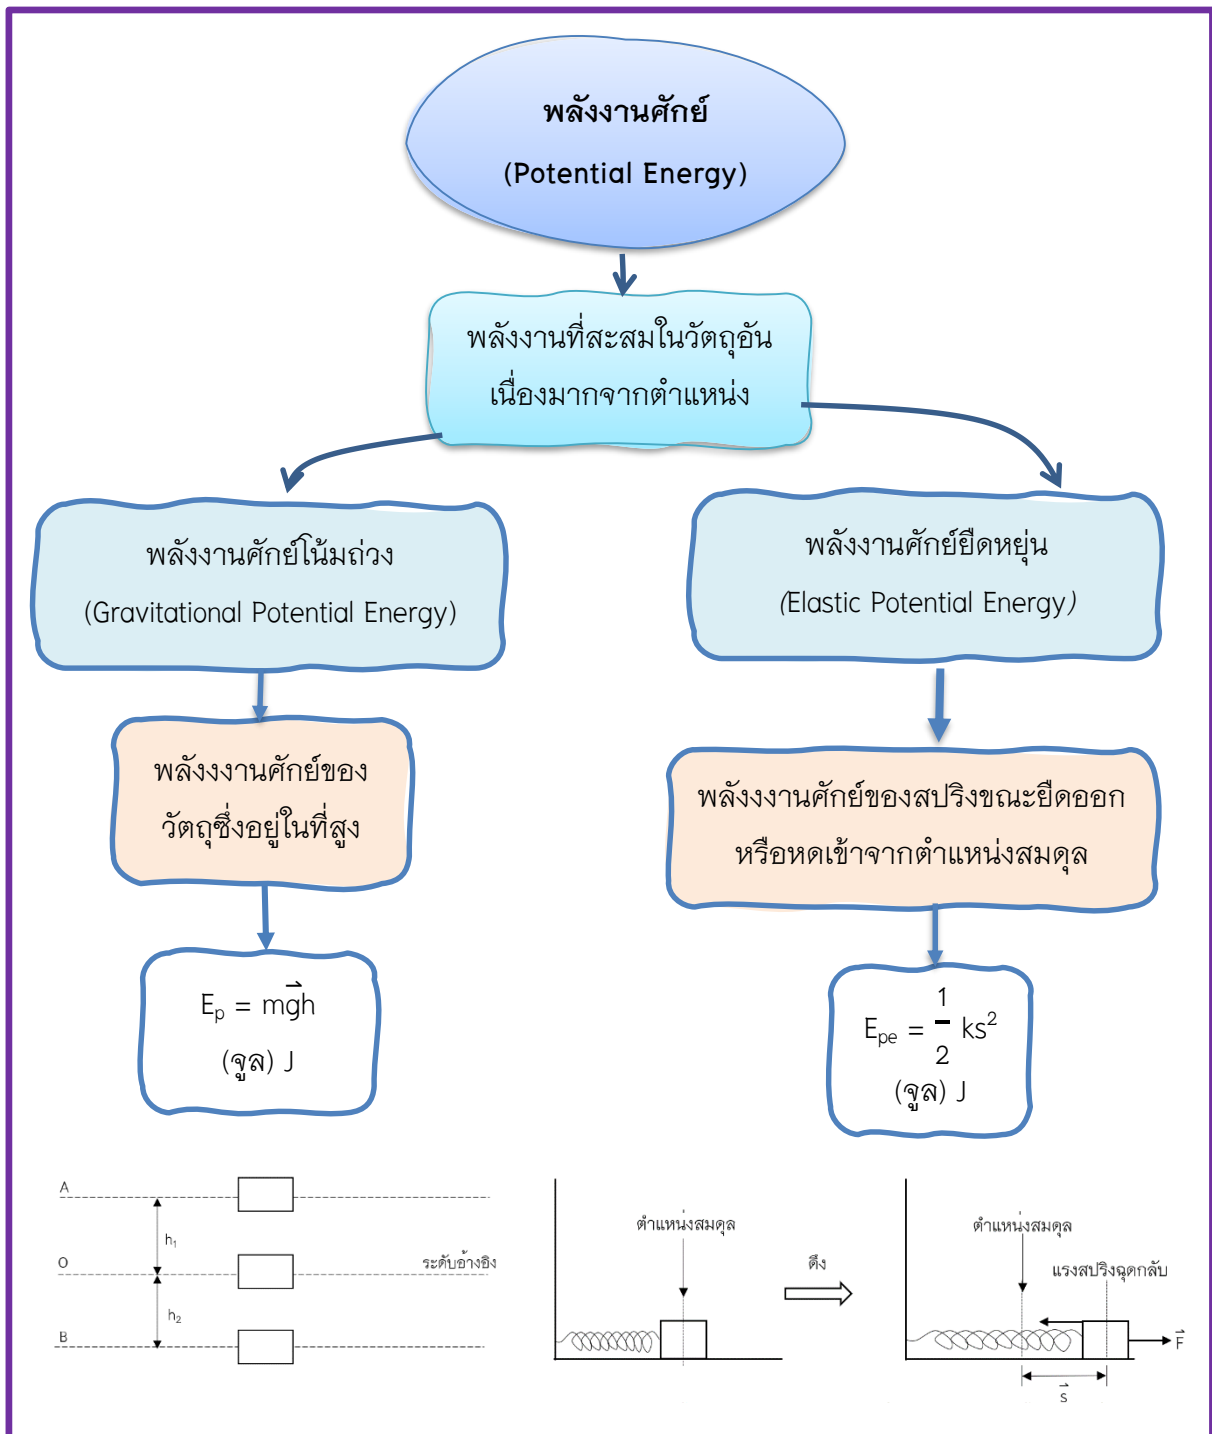 พลังงานศักย์
(Potential Energy)
พลังงานที่สะสมในวัตถุอัน
เนื่องมากจากตำแหน่ง
พลังงานศักย์โน้มถ่วง
(Gravitational Potential Energy)
พลังงานศักย์ยืดหยุ่น
(Elastic Potential Energy)
พลังงงานศักย์ของ
วัตถุซึ่งอยู่ในที่สูง
พลังงงานศักย์ของสปริงขณะยืดออก
หรือหดเข้าจากตำแหน่งสมดุล
Eₚ = mg⃗h
(จูล) J
Eₚₑ = 1/2 ks²
(จูล) J
A
h₁
O
ระดับอ้างอิง
h₂
B
ตำแหน่งสมดุล
ดึง
ตำแหน่งสมดุล
แรงสปริงฉุดกลับ
F⃗
s⃗